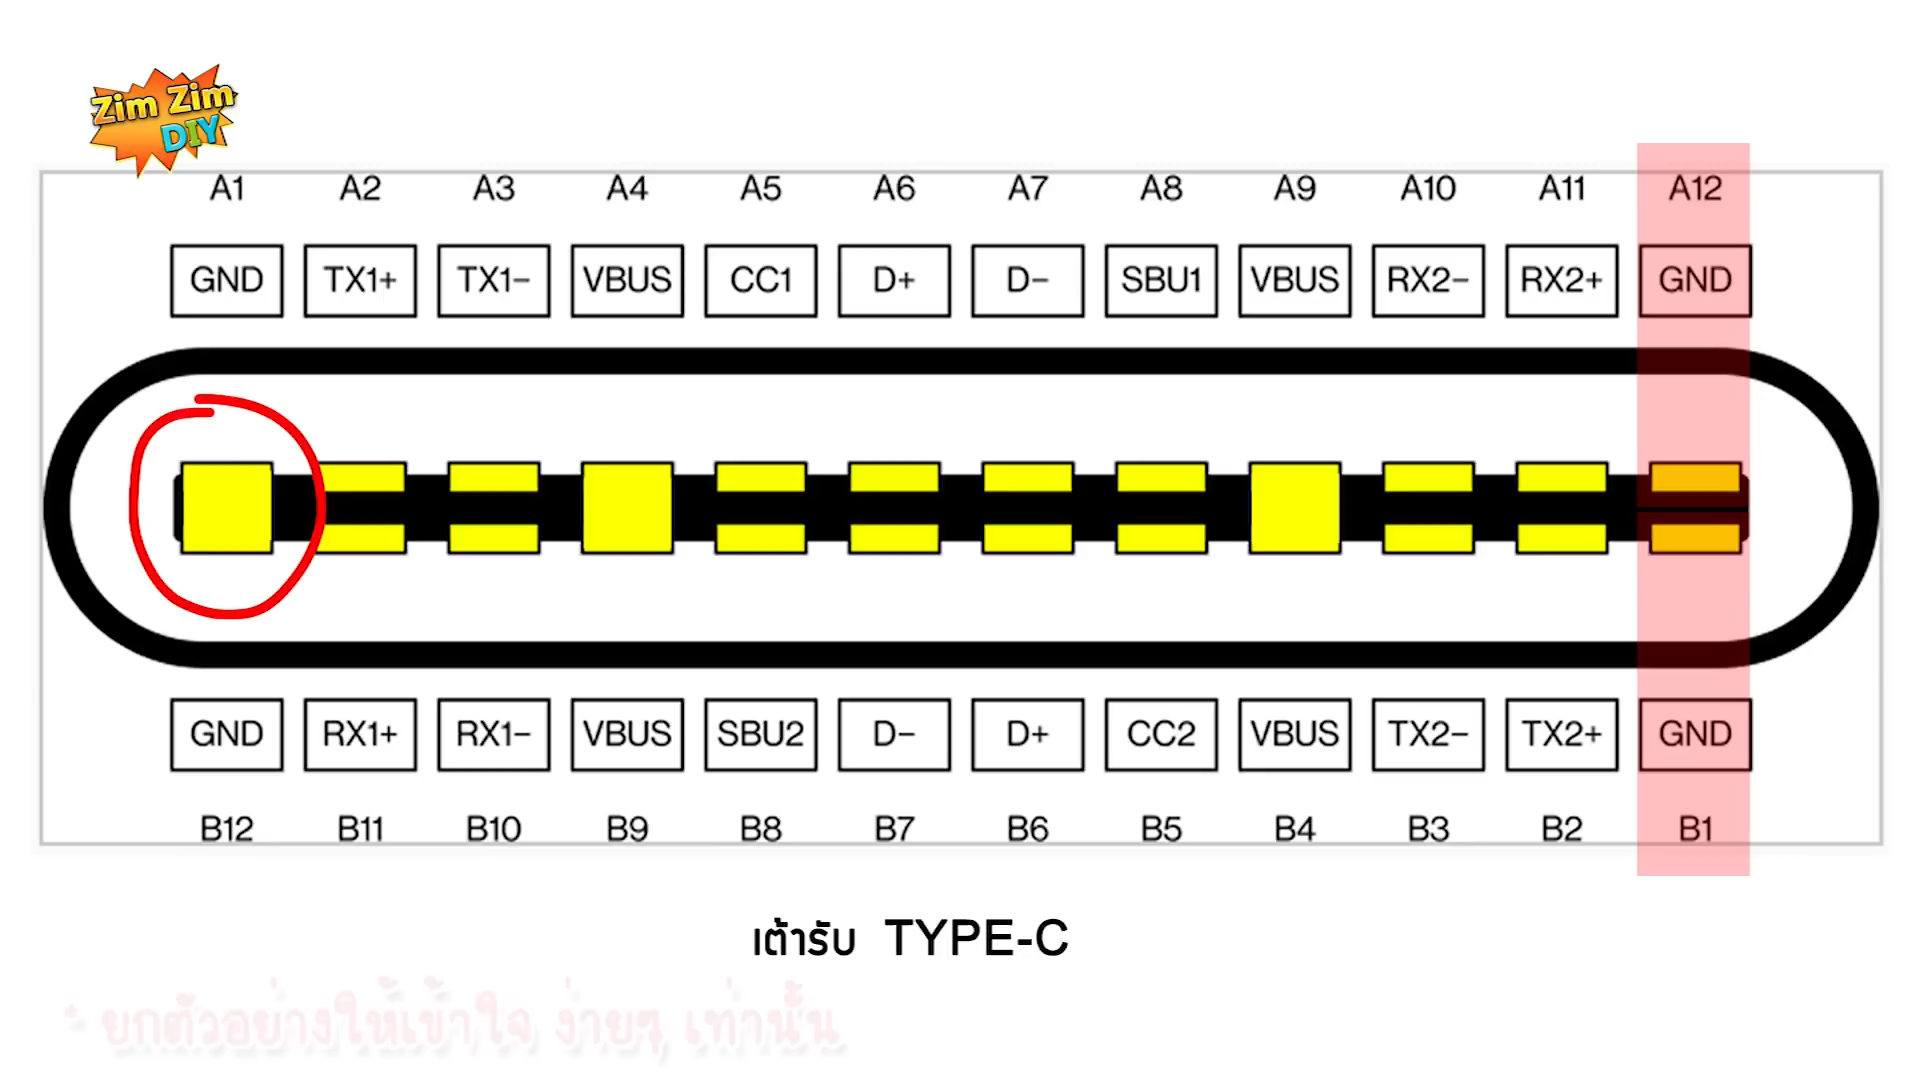 Zim Zim
DIY
A1 A2 A3 A4 A5 A6 A7 A8 A9 A10 A11 A12
GND TX1+ TX1− VBUS CC1 D+ D− SBU1 VBUS RX2− RX2+ GND
GND RX1+ RX1− VBUS SBU2 D− D+ CC2 VBUS TX2− TX2+ GND
B12 B11 B10 B9 B8 B7 B6 B5 B4 B3 B2 B1
เต้ารับ TYPE-C
* ยกตัวอย่างให้เข้าใจ ง่ายๆ เท่านั้น